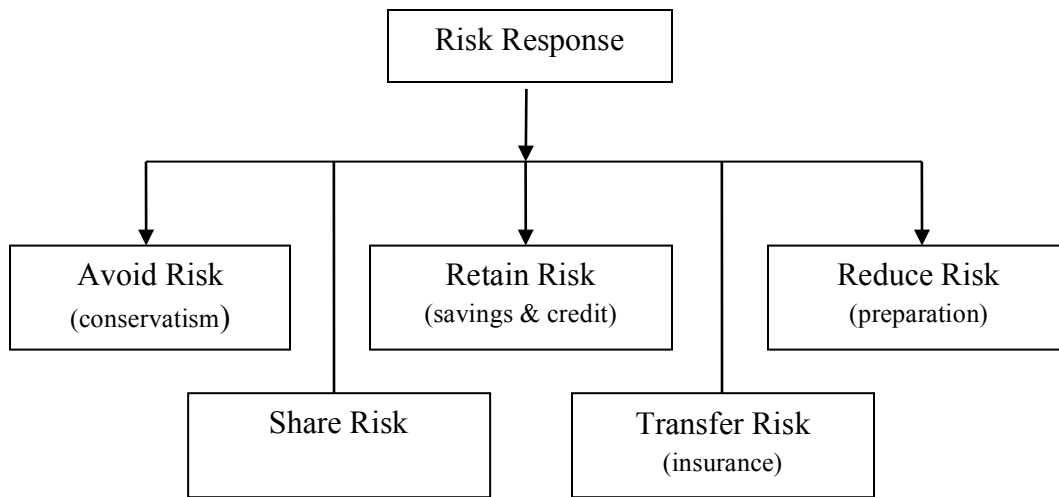 Risk Response
Avoid Risk
(conservatism)
Retain Risk
(savings & credit)
Reduce Risk
(preparation)
Share Risk
Transfer Risk
(insurance)